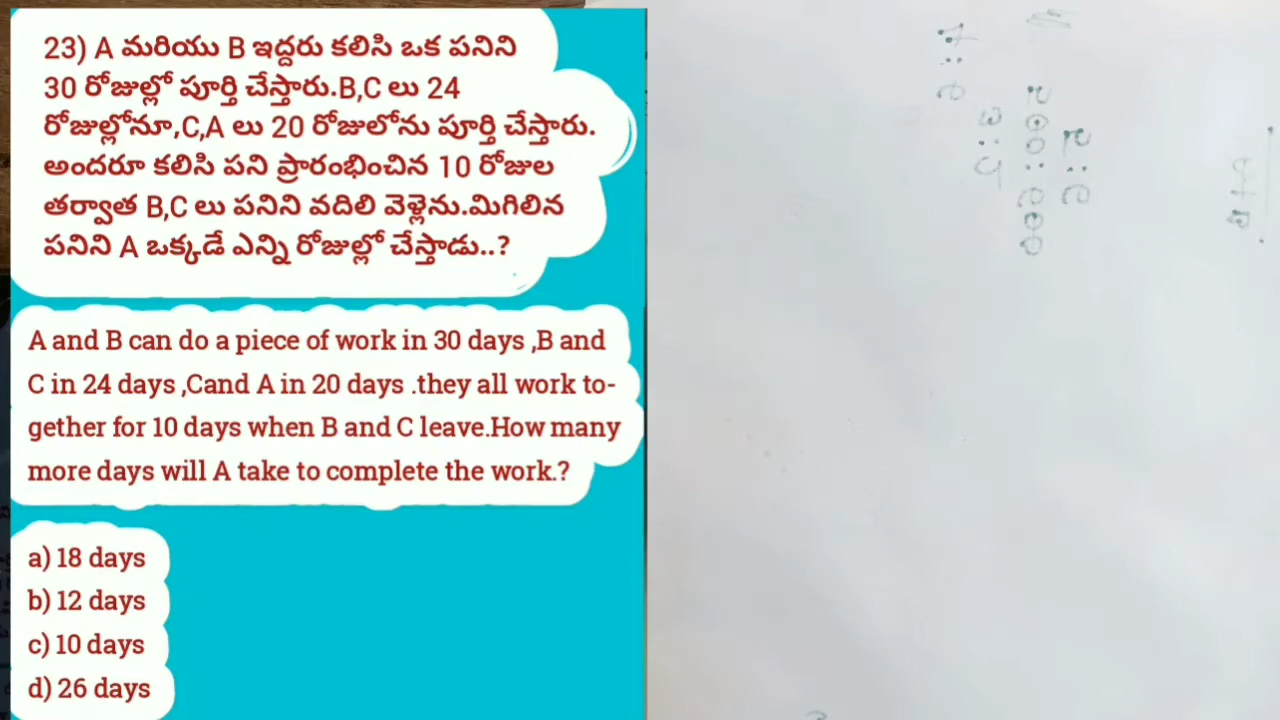 23) A మరియు B ఇద్దరు కలిసి ఒక పనిని
30 రోజుల్లో పూర్తి చేస్తారు.B,C లు 24
రోజుల్లోనూ,C,A లు 20 రోజులోను పూర్తి చేస్తారు.
అందరూ కలిసి పని ప్రారంభించిన 10 రోజుల
తర్వాత B,C లు పనిని వదిలి వెళ్లెను.మిగిలిన
పనిని A ఒక్కడే ఎన్ని రోజుల్లో చేస్తాడు..?
A and B can do a piece of work in 30 days ,B and
C in 24 days ,Cand A in 20 days .they all work to-
gether for 10 days when B and C leave.How many
more days will A take to complete the work.?
a) 18 days
b) 12 days
c) 10 days
d) 26 days